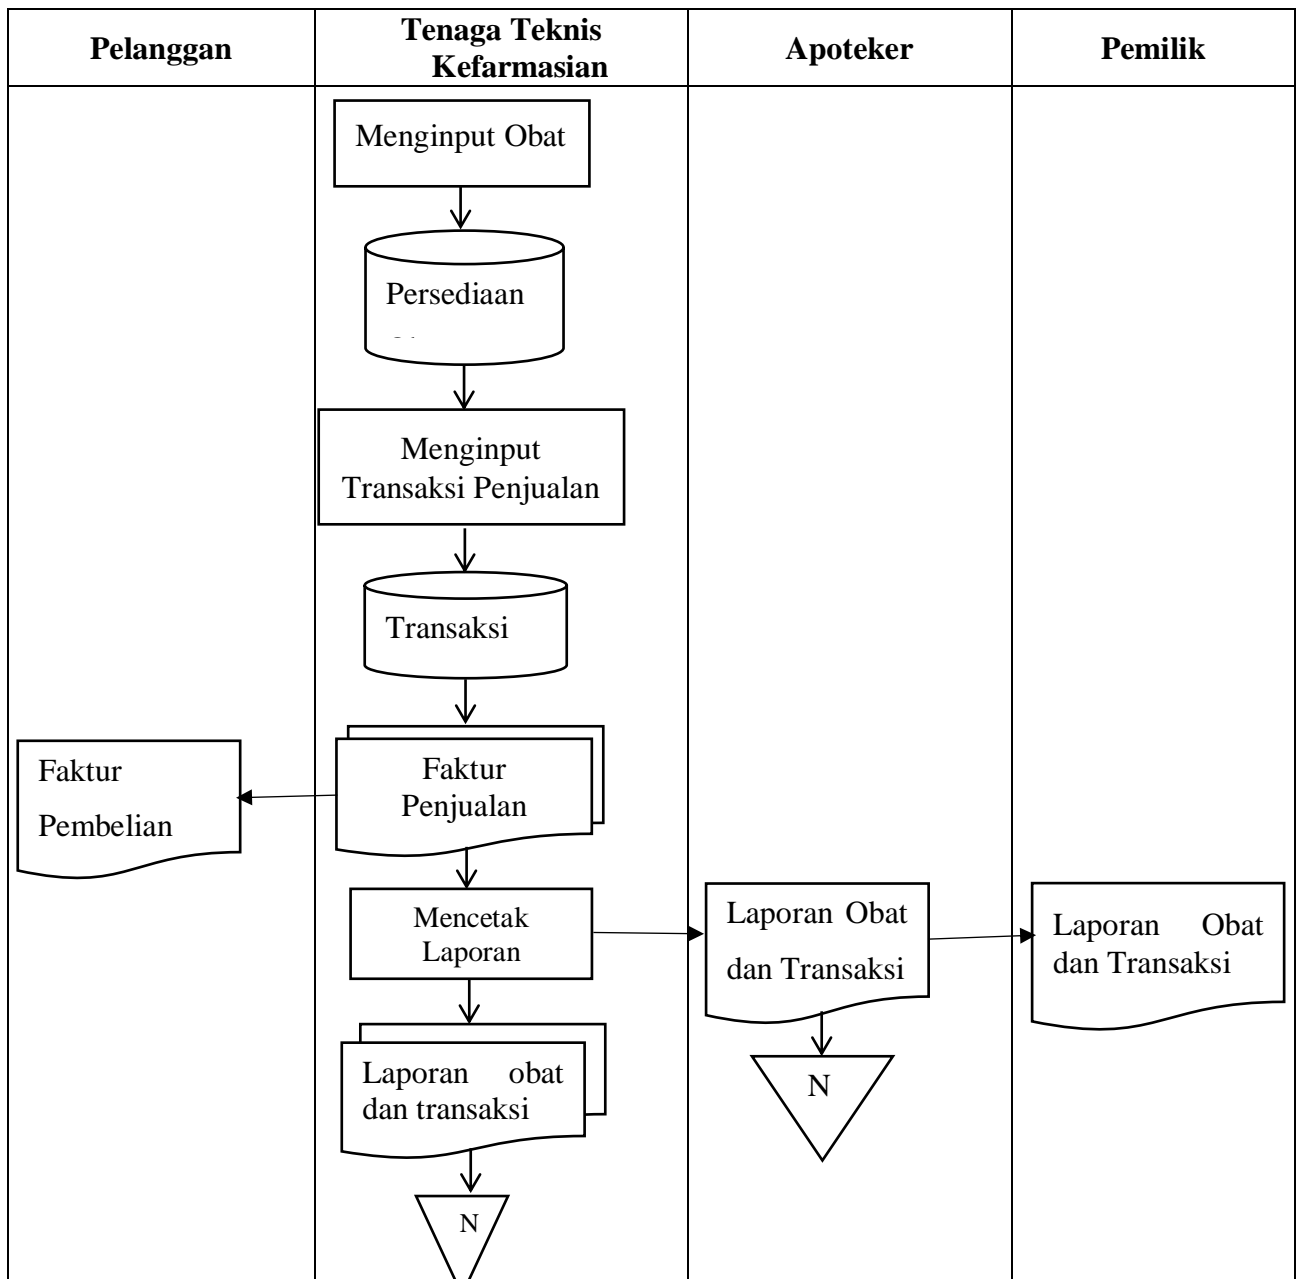 Pelanggan
Tenaga Teknis
Kefarmasian
Apoteker
Pemilik
Menginput Obat
Persediaan
Menginput
Transaksi Penjualan
Transaksi
Faktur
Pembelian
Faktur
Penjualan
Mencetak
Laporan
Laporan Obat
dan Transaksi
Laporan Obat
dan Transaksi
Laporan obat
dan transaksi
N
N